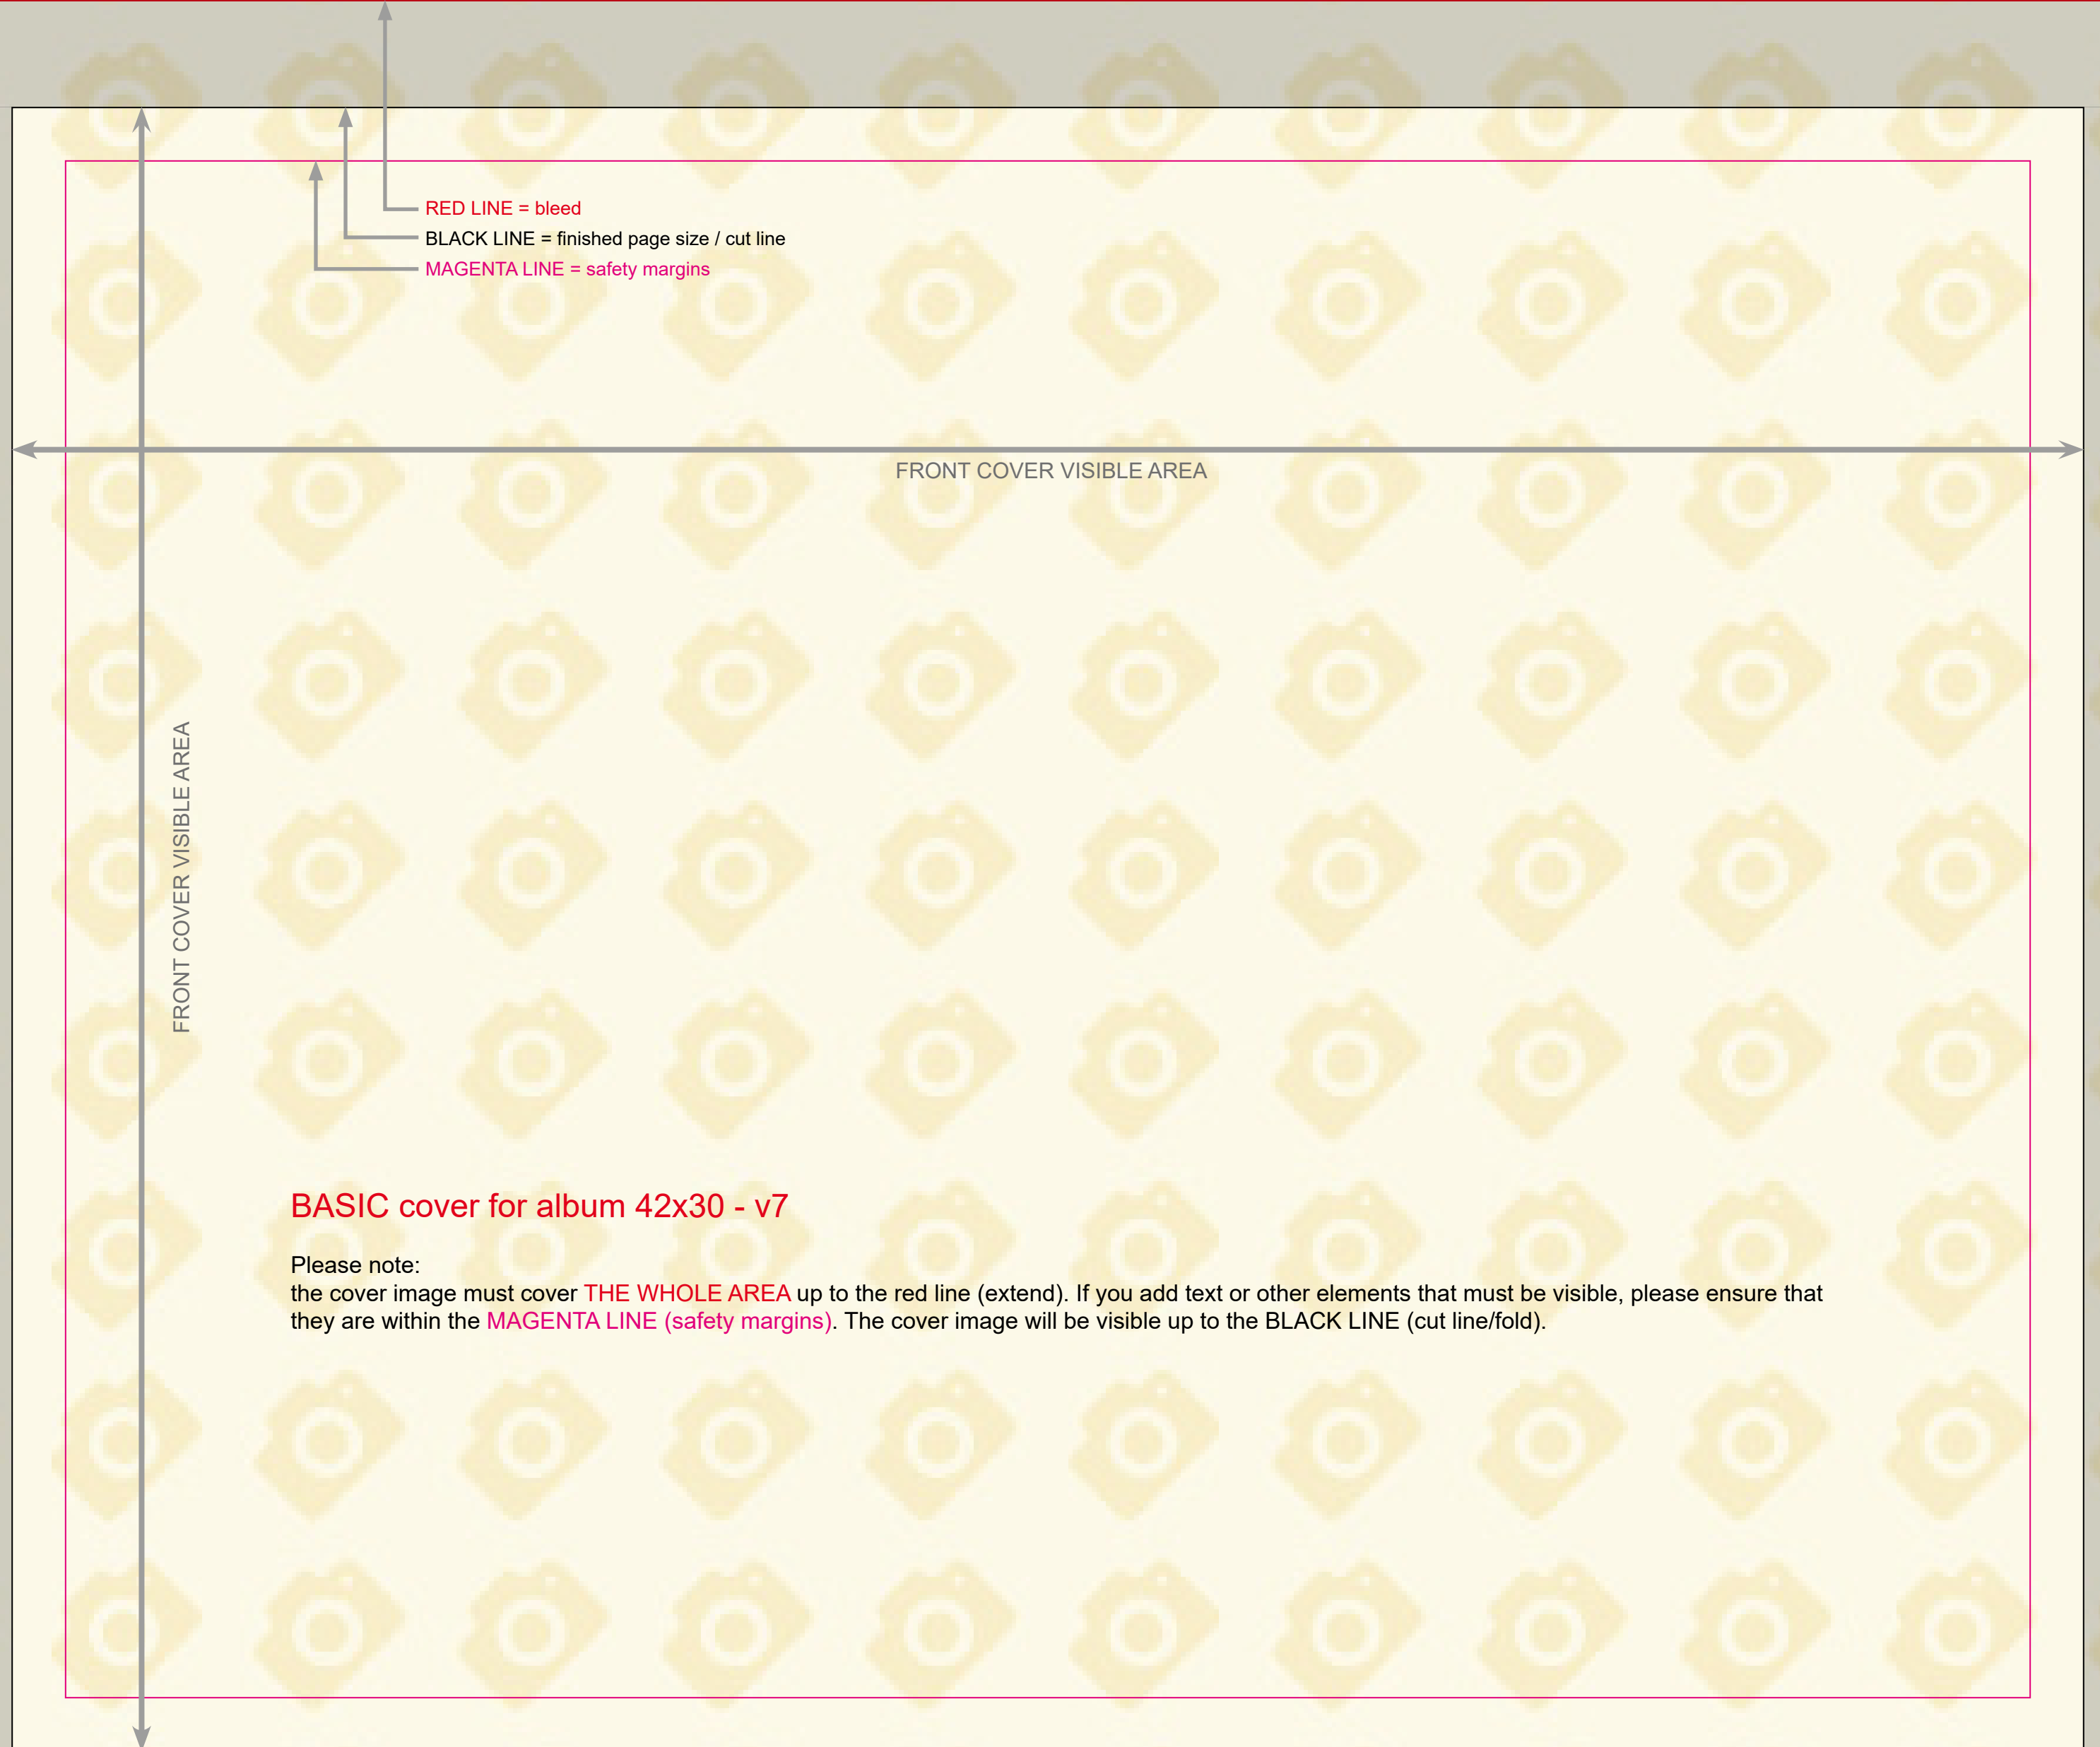 RED LINE = bleed
BLACK LINE = finished page size / cut line
MAGENTA LINE = safety margins
FRONT COVER VISIBLE AREA
FRONT COVER VISIBLE AREA
BASIC cover for album 42x30 - v7
Please note:
the cover image must cover THE WHOLE AREA up to the red line (extend). If you add text or other elements that must be visible, please ensure that
they are within the MAGENTA LINE (safety margins). The cover image will be visible up to the BLACK LINE (cut line/fold).